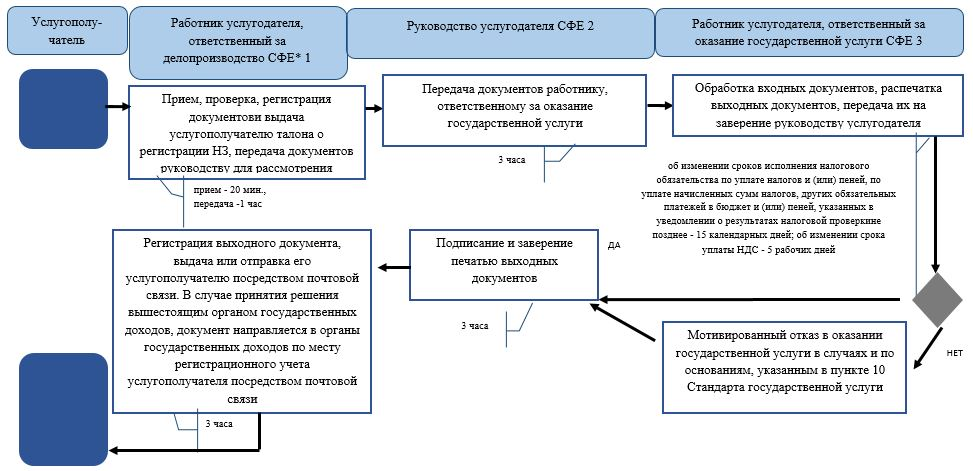 Услугополу-
чатель
Работник услугодателя,
ответственный за
делопроизводство СФЕ* 1
Руководство услугодателя СФЕ 2
Работник услугодателя, ответственный за
оказание государственной услуги СФЕ 3
Прием, проверка, регистрация
документови выдача
услугополучателю талона о
регистрации НЗ, передача документов
руководству для рассмотрения
Передача документов работнику,
ответственному за оказание
государственной услуги
Обработка входных документов, распечатка
выходных документов, передача их на
заверение руководству услугодателя
3 часа
прием - 20 мин.,
передача -1 час
об изменении сроков исполнения налогового
обязательства по уплате налогов и (или) пеней, по
уплате начисленных сумм налогов, других обязательных
платежей в бюджет и (или) пеней, указанных в
уведомлении о результатах налоговой проверкине
позднее - 15 календарных дней; об изменении срока
уплаты НДС - 5 рабочих дней
Регистрация выходного документа,
выдача или отправка его
услугополучателю посредством почтовой
связи. В случае принятия решения
вышестоящим органом государственных
доходов, документ направляется в органы
государственных доходов по месту
регистрационного учета
услугополучателя посредством почтовой
связи
Подписание и заверение
печатью выходных
документов
ДА
3 часа
Мотивированный отказ в оказании
государственной услуги в случаях и по
основаниям, указанным в пункте 10
Стандарта государственной услуги
НЕТ
3 часа